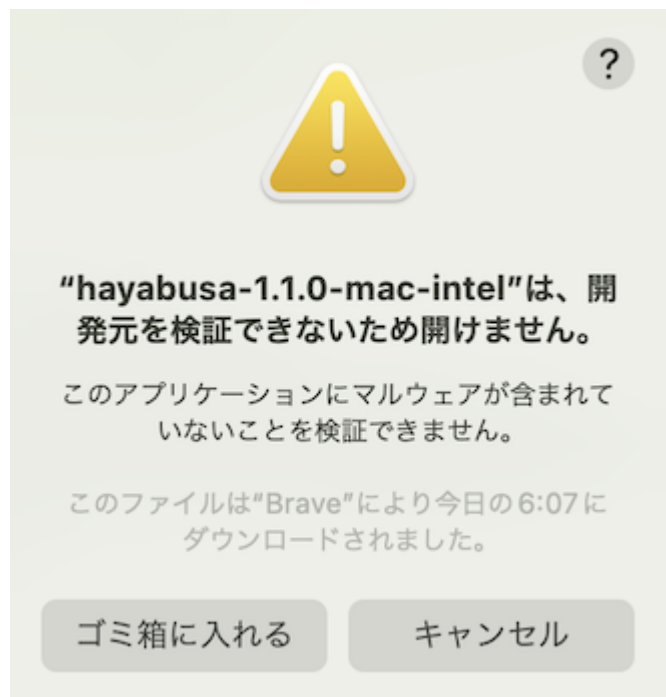 ?
“hayabusa-1.1.0-mac-intel”は、開
発元を検証できないため開けません。
このアプリケーションにマルウェアが含まれて
いないことを検証できません。
このファイルは“Brave”により今日の6:07に
ダウンロードされました。
ゴミ箱に入れる
キャンセル